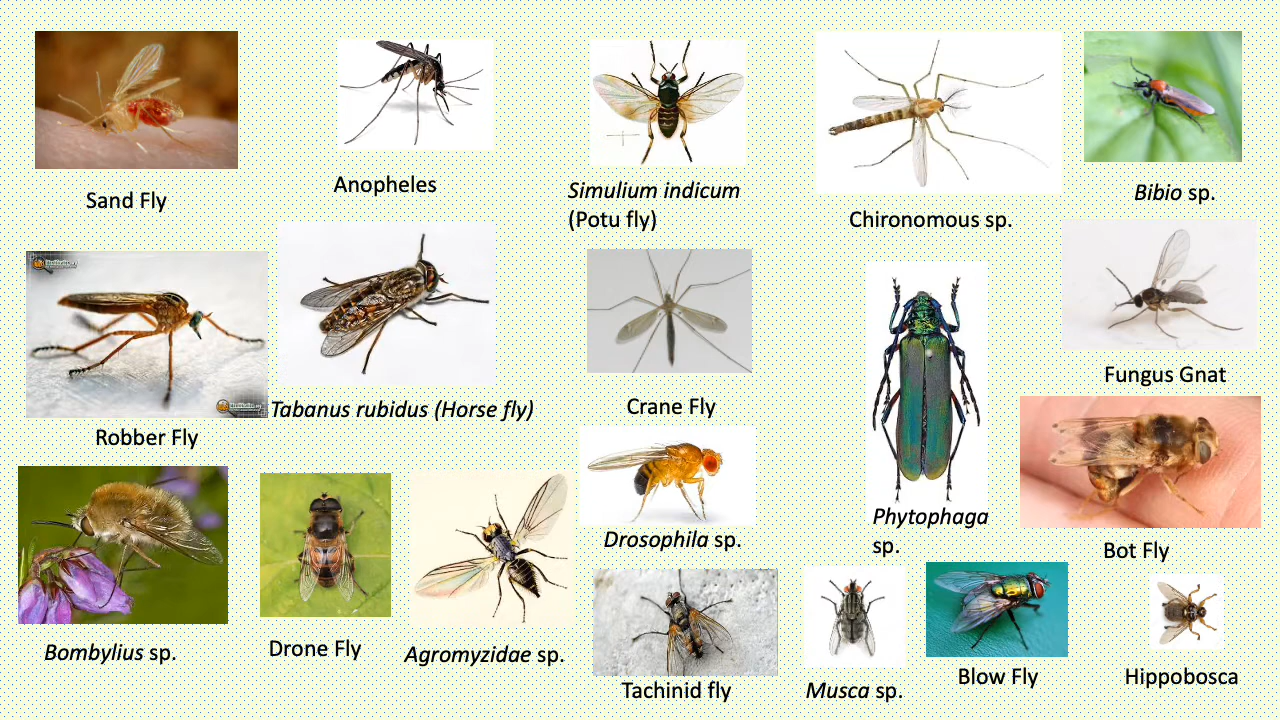 Sand Fly
Anopheles
Simulium indicum
(Potu fly)
Chironomous sp.
Bibio sp.
Robber Fly
Tabanus rubidus (Horse fly)
Crane Fly
Phytophaga
sp.
Fungus Gnat
Bombylius sp.
Drone Fly
Agromyzidae sp.
Drosophila sp.
Bot Fly
Tachinid fly
Musca sp.
Blow Fly
Hippobosca